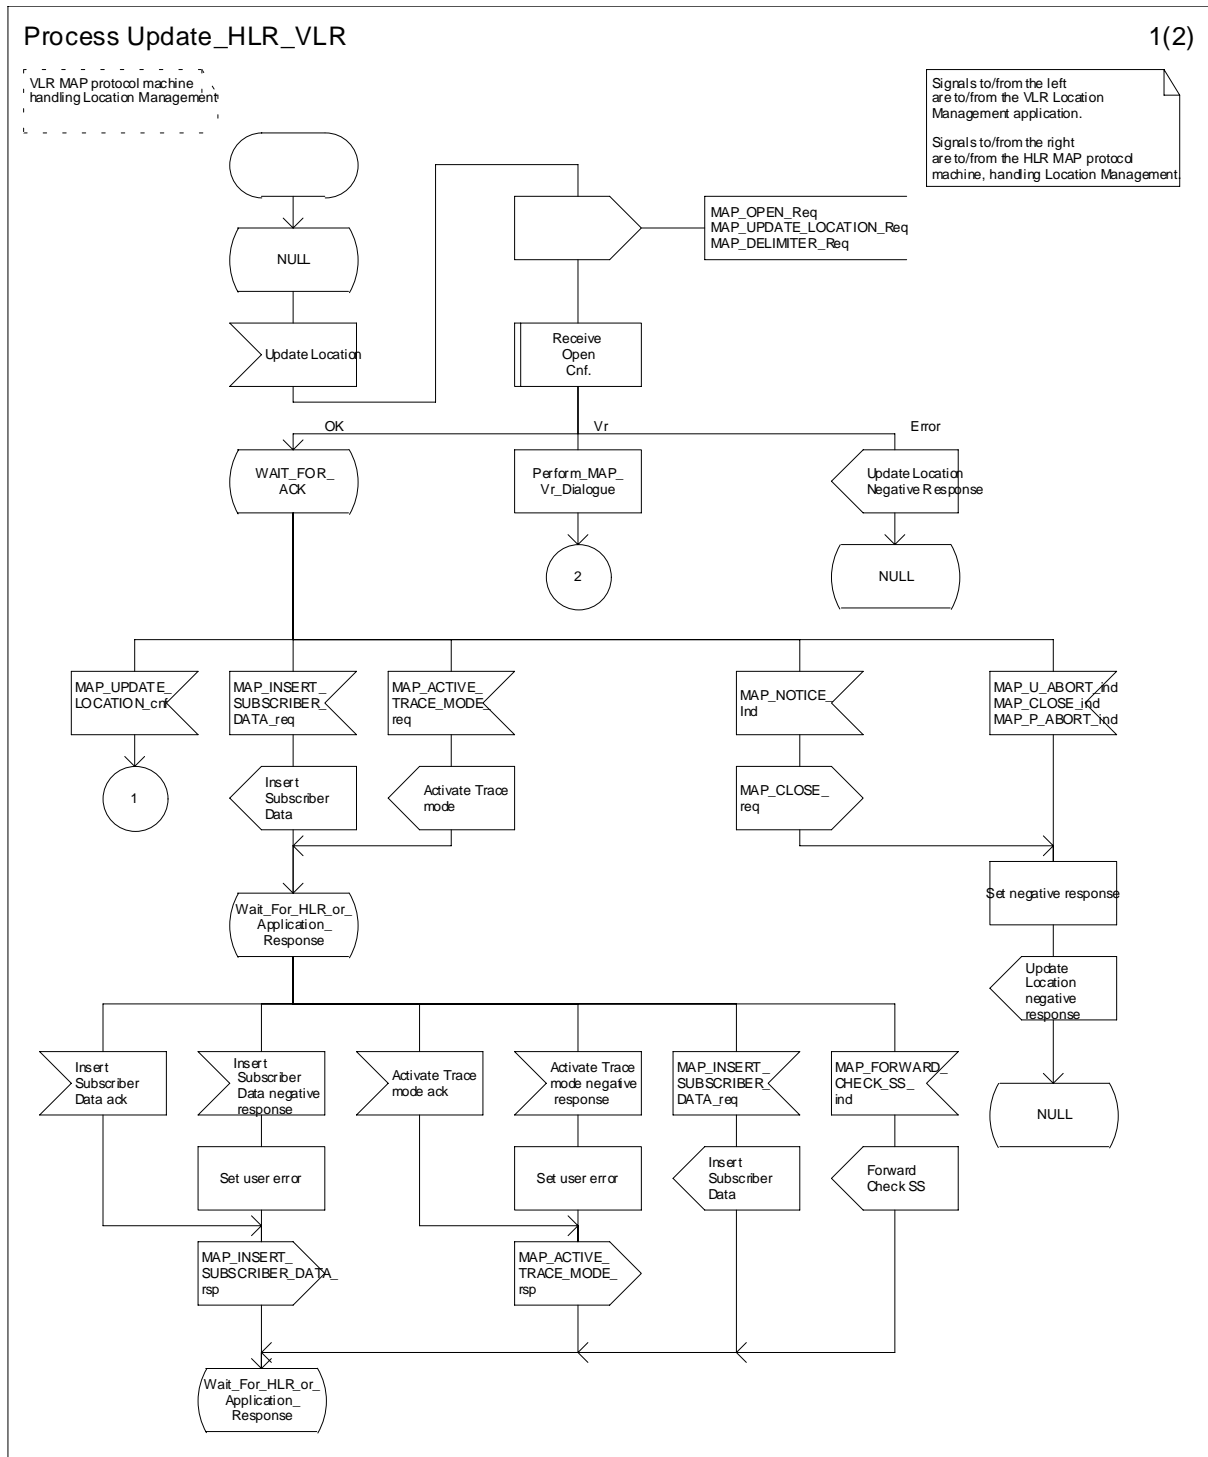 Process Update_HLR_VLR
1(2)
VLR MAP protocol machine
handling Location Management
Signals to/from the left
are to/from the VLR Location
Management application.
Signals to/from the right
are to/from the HLR MAP protocol
machine, handling Location Management.
MAP_OPEN_Req
MAP_UPDATE_LOCATION_Req
MAP_DELIMITER_Req
NULL
Update Location
Receive
Open
Cnf.
OK
Vr
Error
WAIT_FOR_
ACK
Perform_MAP_
Vr_Dialogue
Update Location
Negative Response
2
NULL
MAP_UPDATE_
LOCATION_cnf
MAP_INSERT_
SUBSCRIBER_
DATA_req
MAP_ACTIVE_
TRACE_MODE_
req
MAP_NOTICE_
Ind
MAP_U_ABORT_ind
MAP_CLOSE_ind
MAP_P_ABORT_ind
1
Insert
Subscriber
Data
Activate Trace
mode
MAP_CLOSE_
req
Set negative response
Wait_For_HLR_or_
Application_
Response
Update
Location
negative
response
Insert
Subscriber
Data ack
Insert
Subscriber
Data negative
response
Activate Trace
mode ack
Activate Trace
mode negative
response
MAP_INSERT_
SUBSCRIBER_
DATA_req
MAP_FORWARD_
CHECK_SS_
ind
NULL
Set user error
Set user error
Insert
Subscriber
Data
Forward
Check SS
MAP_INSERT_
SUBSCRIBER_DATA_
rsp
MAP_ACTIVE_
TRACE_MODE_
rsp
Wait_For_HLR_or_
Application_
Response